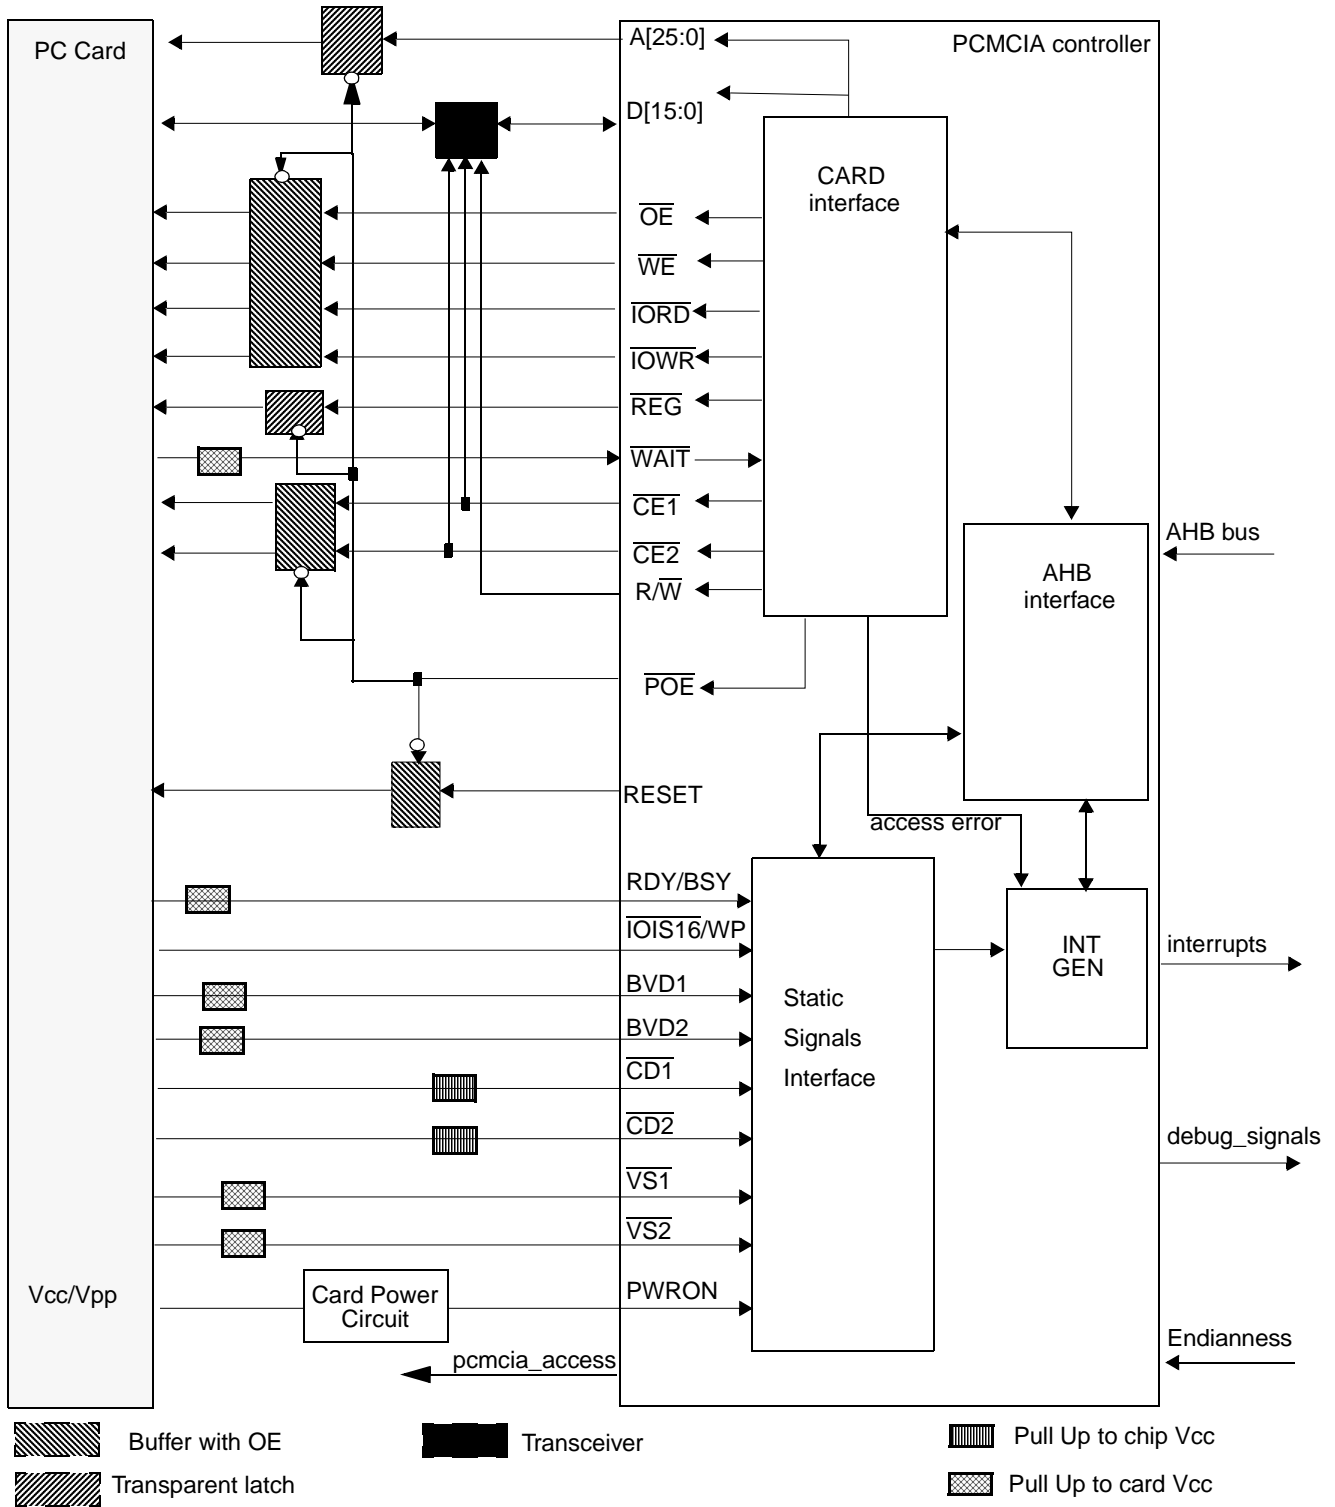 PC Card
A[25:0]
PCMCIA controller
D[15:0]
CARD
interface
OE
WE
IORD
IOWR
REG
WAIT
CE1
CE2
R/W
POE
AHB bus
AHB
interface
RESET
access error
RDY/BSY
IOIS16/WP
BVD1
BVD2
CD1
CD2
VS1
VS2
PWRON
Static
Signals
Interface
INT
GEN
interrupts
debug_signals
Vcc/Vpp
Card Power
Circuit
Endianness
pcmcia_access
Buffer with OE
Transceiver
Pull Up to chip Vcc
Transparent latch
Pull Up to card Vcc